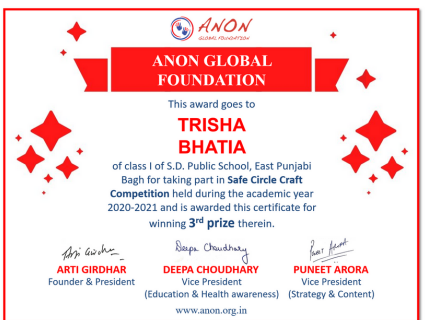 ANON
GLOBAL FOUNDATION
ANON GLOBAL
FOUNDATION
This award goes to
TRISHA
BHATIA
of class I of S.D. Public School, East Punjabi
Bagh for taking part in Safe Circle Craft
Competition held during the academic year
2020-2021 and is awarded this certificate for
winning 3rd prize therein.
Arti Girdhar Deepa Choudhary Puneet Arora
ARTI GIRDHAR DEEPA CHOUDHARY PUNEET ARORA
Founder & President Vice President Vice President
(Education & Health awareness) (Strategy & Content)
www.anon.org.in